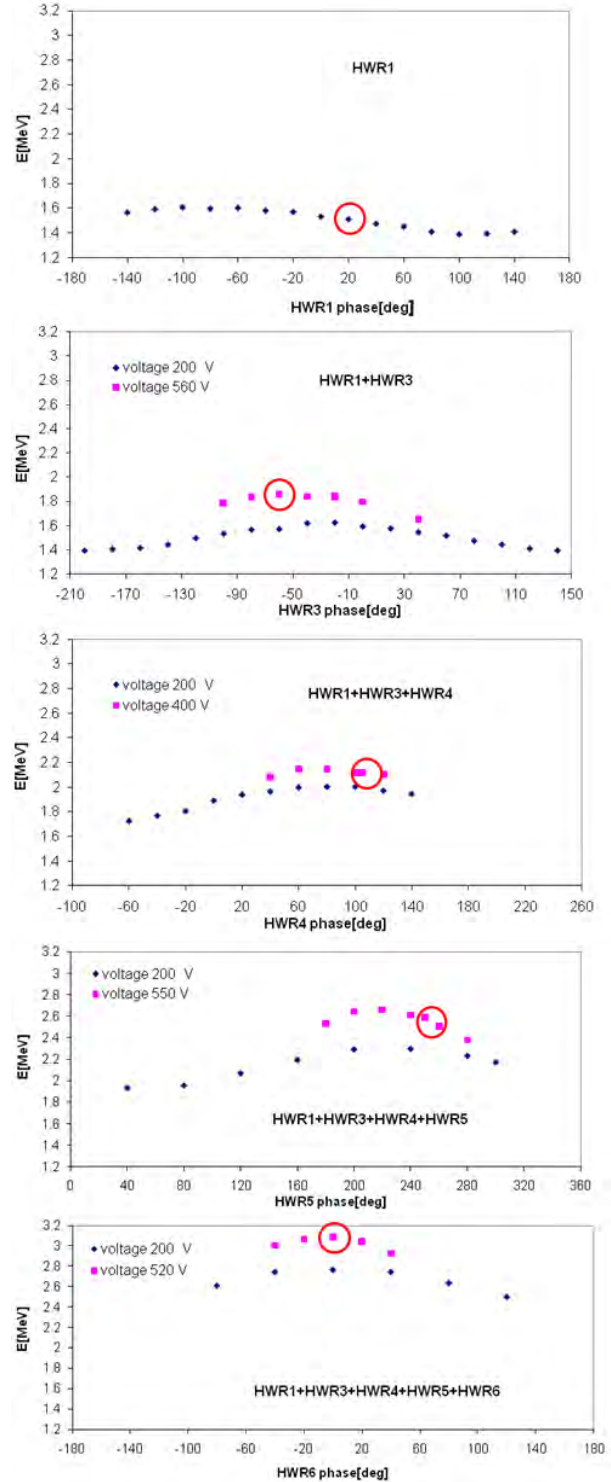 3.2
3
2.8
2.6
2.4
2.2
2
1.8
1.6
1.4
1.2
E[MeV]
HWR1
-180 -140 -100 -60 -20 20 60 100 140 180
HWR1 phase[deg]
3.2
3
2.8
2.6
2.4
2.2
2
1.8
1.6
1.4
1.2
E[MeV]
voltage 200 V
voltage 560 V
HWR1+HWR3
-210 -170 -130 -90 -50 -10 30 70 110 150
HWR3 phase[deg]
3.2
3
2.8
2.6
2.4
2.2
2
1.8
1.6
1.4
1.2
E[MeV]
voltage 200 V
voltage 400 V
HWR1+HWR3+HWR4
-100 -60 -20 20 60 100 140 180 220 260
HWR4 phase[deg]
3.2
3
2.8
2.6
2.4
2.2
2
1.8
1.6
1.4
1.2
E[MeV]
voltage 200 V
voltage 550 V
HWR1+HWR3+HWR4+HWR5
0 40 80 120 160 200 240 280 320 360
HWR5 phase[deg]
3.2
3
2.8
2.6
2.4
2.2
2
1.8
1.6
1.4
1.2
E[MeV]
voltage 200 V
voltage 520 V
HWR1+HWR3+HWR4+HWR5+HWR6
-180 -140 -100 -60 -20 20 60 100 140 180
HWR6 phase[deg]